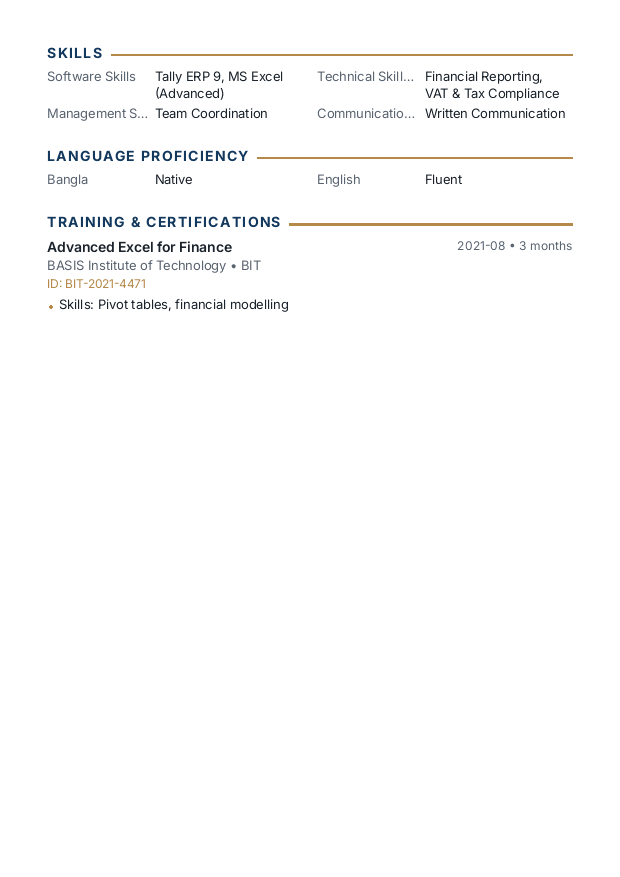 SKILLS
Software Skills Tally ERP 9, MS Excel Technical Skill... Financial Reporting,
(Advanced) VAT & Tax Compliance
Management S... Team Coordination Communicatio... Written Communication
LANGUAGE PROFICIENCY
Bangla Native English Fluent
TRAINING & CERTIFICATIONS
Advanced Excel for Finance 2021-08 • 3 months
BASIS Institute of Technology • BIT
ID: BIT-2021-4471
• Skills: Pivot tables, financial modelling